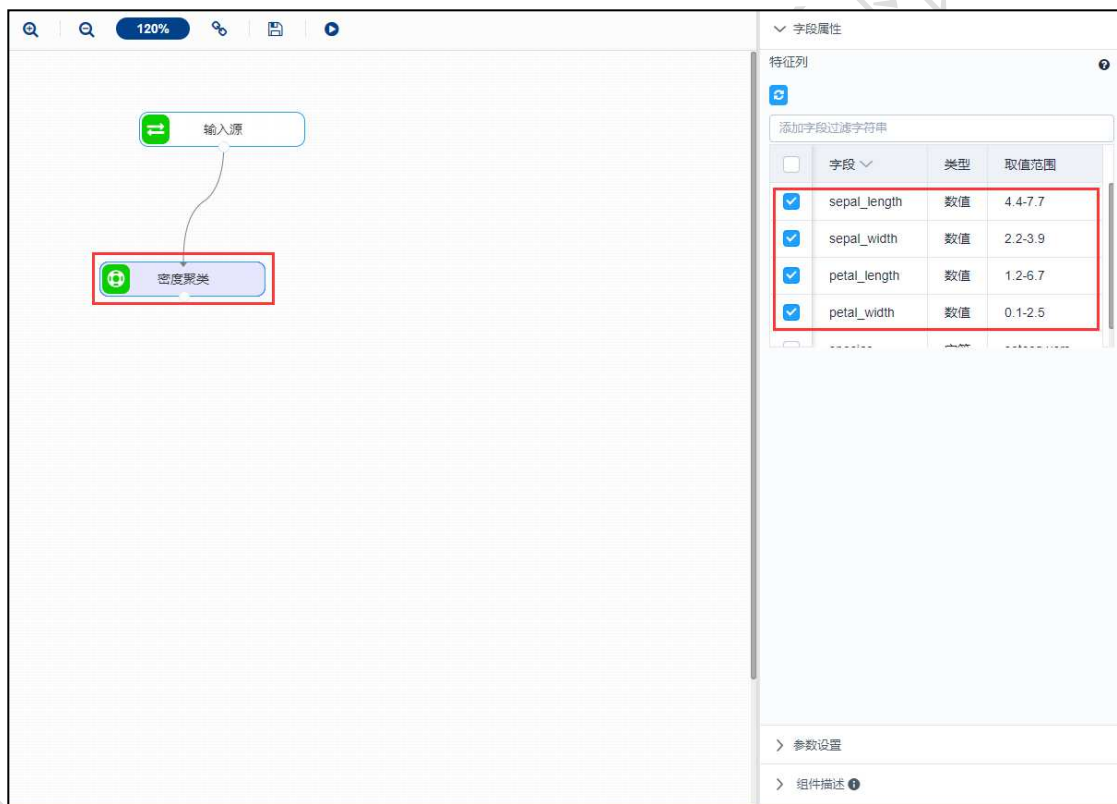 120%
输入源
密度聚类
字段属性
特征列
添加字段过滤字符串
字段 类型 取值范围
sepal_length 数值 4.4-7.7
sepal_width 数值 2.2-3.9
petal_length 数值 1.2-6.7
petal_width 数值 0.1-2.5
参数设置
组件描述